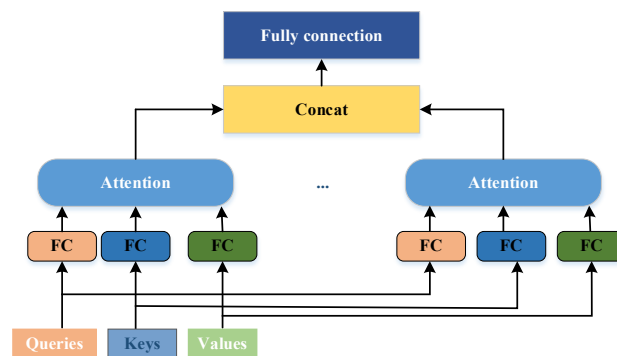 Fully connection
Concat
Attention
...
Attention
FC
FC
FC
FC
FC
FC
Queries
Keys
Values